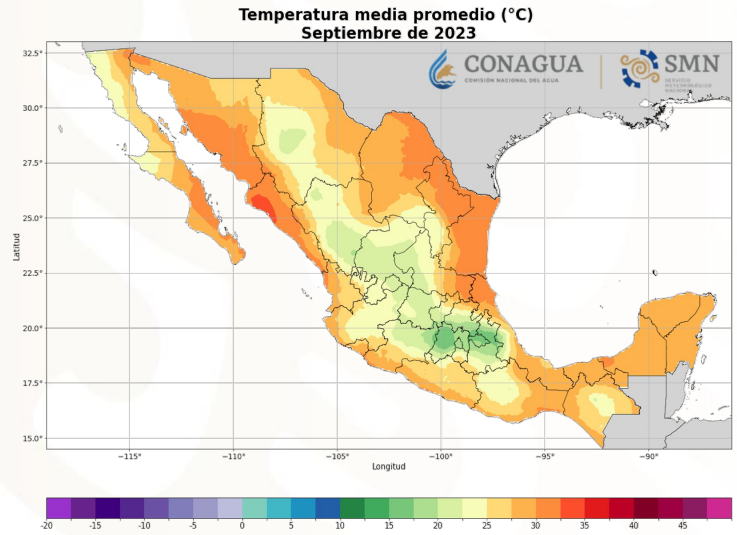 Temperatura media promedio (°C)
Septiembre de 2023
CONAGUA
COMISIÓN NACIONAL DEL AGUA
SMN
SERVICIO
METEOROLÓGICO
NACIONAL
Latitud
32.5°
30.0°
27.5°
25.0°
22.5°
20.0°
17.5°
15.0°
−115° −110° −105° −100° −95° −90°
Longitud
-20 -15 -10 -5 0 5 10 15 20 25 30 35 40 45